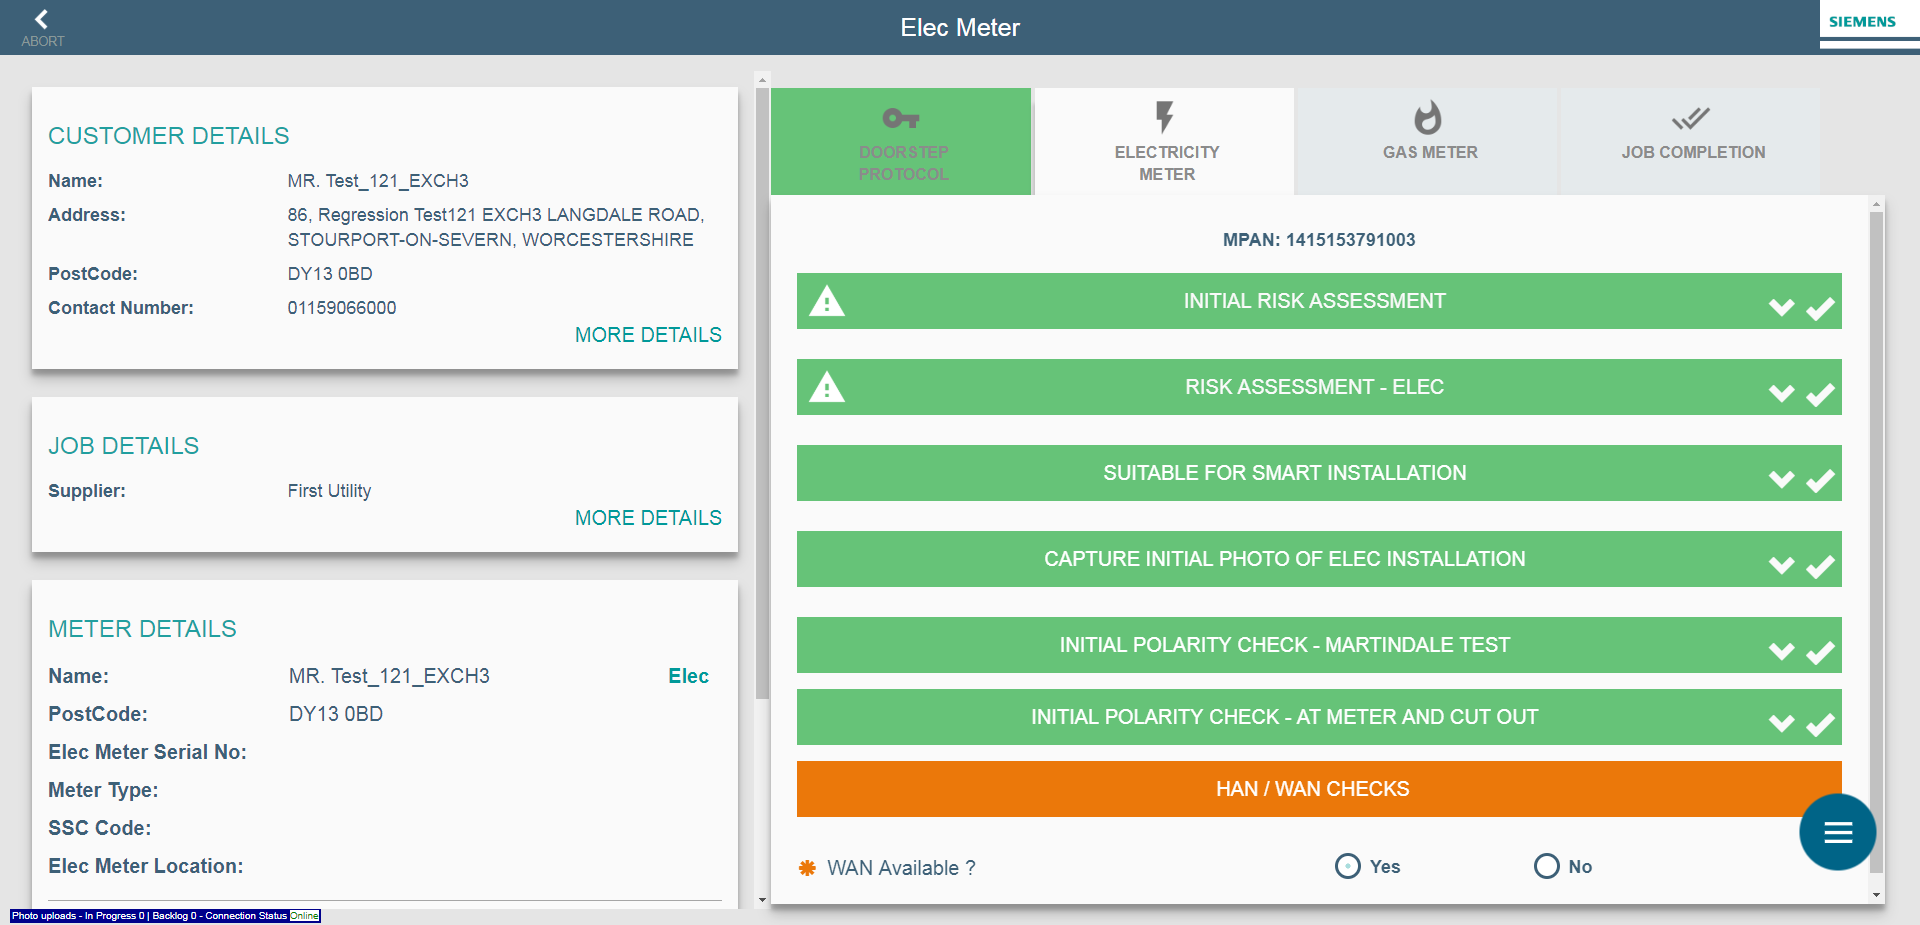 ABORT
Elec Meter
SIEMENS
CUSTOMER DETAILS
Name: MR. Test_121_EXCH3
Address: 86, Regression Test121 EXCH3 LANGDALE ROAD,
STOURPORT-ON-SEVERN, WORCESTERSHIRE
PostCode: DY13 0BD
Contact Number: 01159066000
MORE DETAILS
JOB DETAILS
Supplier: First Utility
MORE DETAILS
METER DETAILS
Name: MR. Test_121_EXCH3 Elec
PostCode: DY13 0BD
Elec Meter Serial No:
Meter Type:
SSC Code:
Elec Meter Location:
Photo uploads - In Progress 0 | Backlog 0 - Connection Status Online
DOORSTEP
PROTOCOL
ELECTRICITY
METER
GAS METER
JOB COMPLETION
MPAN: 1415153791003
INITIAL RISK ASSESSMENT
RISK ASSESSMENT - ELEC
SUITABLE FOR SMART INSTALLATION
CAPTURE INITIAL PHOTO OF ELEC INSTALLATION
INITIAL POLARITY CHECK - MARTINDALE TEST
INITIAL POLARITY CHECK - AT METER AND CUT OUT
HAN / WAN CHECKS
WAN Available ? Yes No